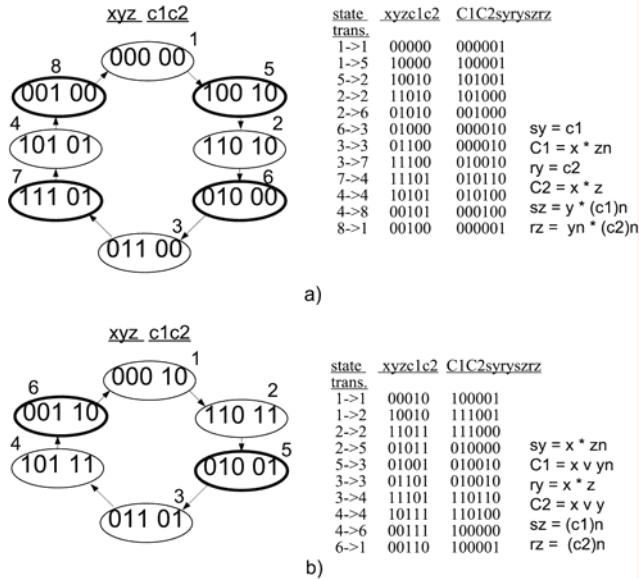 xyz c1c2
1
000 00
8
001 00
5
100 10
4
101 01
2
110 10
7
111 01
6
010 00
3
011 00
state trans. xyzc1c2 C1C2syryszrz
1->1 00000 000001
1->5 10000 100001
5->2 10010 101001
2->2 11010 101000
2->6 01010 001000
6->3 01000 000010 sy = c1
3->3 01100 000010 C1 = x * zn
3->7 11100 010010 ry = c2
7->4 11101 010110 C2 = x * z
4->4 10101 010100 sz = y * (c1)n
4->8 00101 000100 rz = yn * (c2)n
8->1 00100 000001
a)
xyz c1c2
1
000 10
6
001 10
2
110 11
4
101 11
5
010 01
3
011 01
state trans. xyzc1c2 C1C2syryszrz
1->1 00010 100001
1->2 10010 111001
2->2 11011 111000
2->5 01011 010000 sy = x * zn
5->3 01001 010010 C1 = x v yn
3->3 01101 010010 ry = x * z
3->4 11101 110110 C2 = x v y
4->4 10111 110100 sz = (c1)n
4->6 00111 100000 rz = (c2)n
6->1 00110 100001
b)